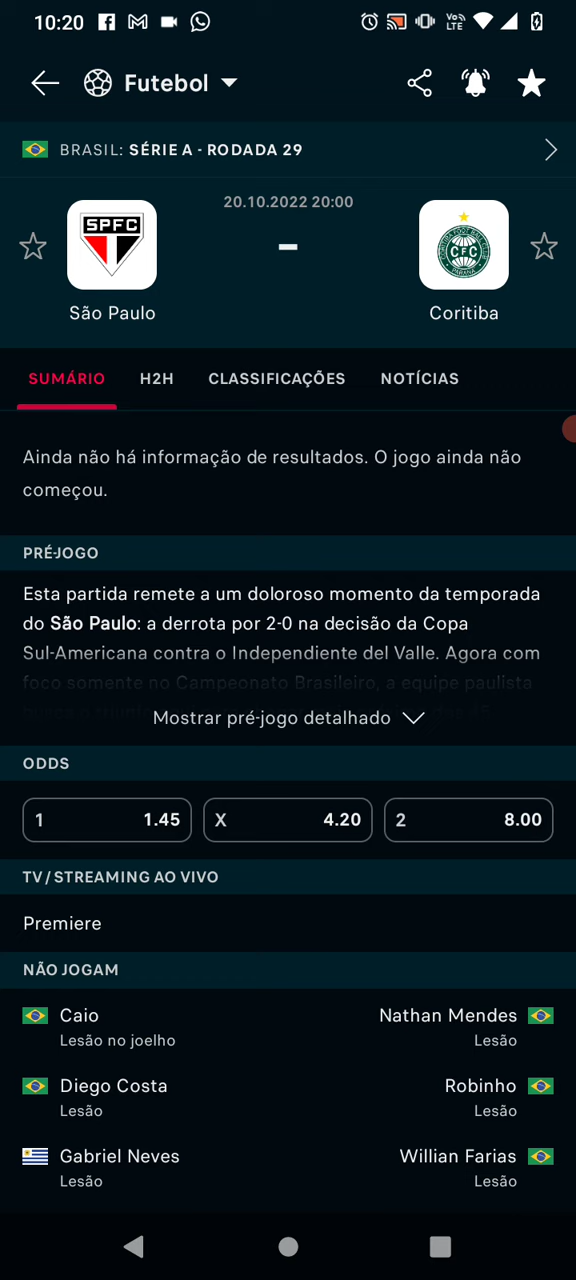 10:20
Vo)) LTE
Futebol
BRASIL: SÉRIE A - RODADA 29
20.10.2022 20:00
SPFC
CFC
-
São Paulo
Coritiba
SUMÁRIO H2H CLASSIFICAÇÕES NOTÍCIAS
Ainda não há informação de resultados. O jogo ainda não
começou.
PRÉ-JOGO
Esta partida remete a um doloroso momento da temporada
do São Paulo: a derrota por 2-0 na decisão da Copa
Sul-Americana contra o Independiente del Valle. Agora com
foco somente no Campeonato Brasileiro, a equipe paulista
Mostrar pré-jogo detalhado
ODDS
1 1.45 X 4.20 2 8.00
TV / STREAMING AO VIVO
Premiere
NÃO JOGAM
Caio Nathan Mendes
Lesão no joelho Lesão
Diego Costa Robinho
Lesão Lesão
Gabriel Neves Willian Farias
Lesão Lesão